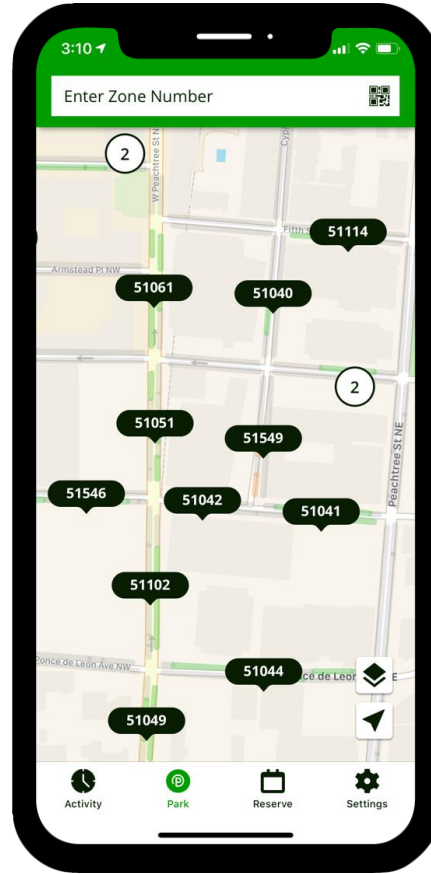 3:10
Enter Zone Number
2
W Peachtree St N
Cyp
Fifth S
51114
Armstead Pl NW
51061
51040
2
51051
51549
Peachtree St NE
51546
51042
51041
51102
Ponce de Leon Ave NW
51044
ce de Leon
E
51049
Activity
Park
Reserve
Settings